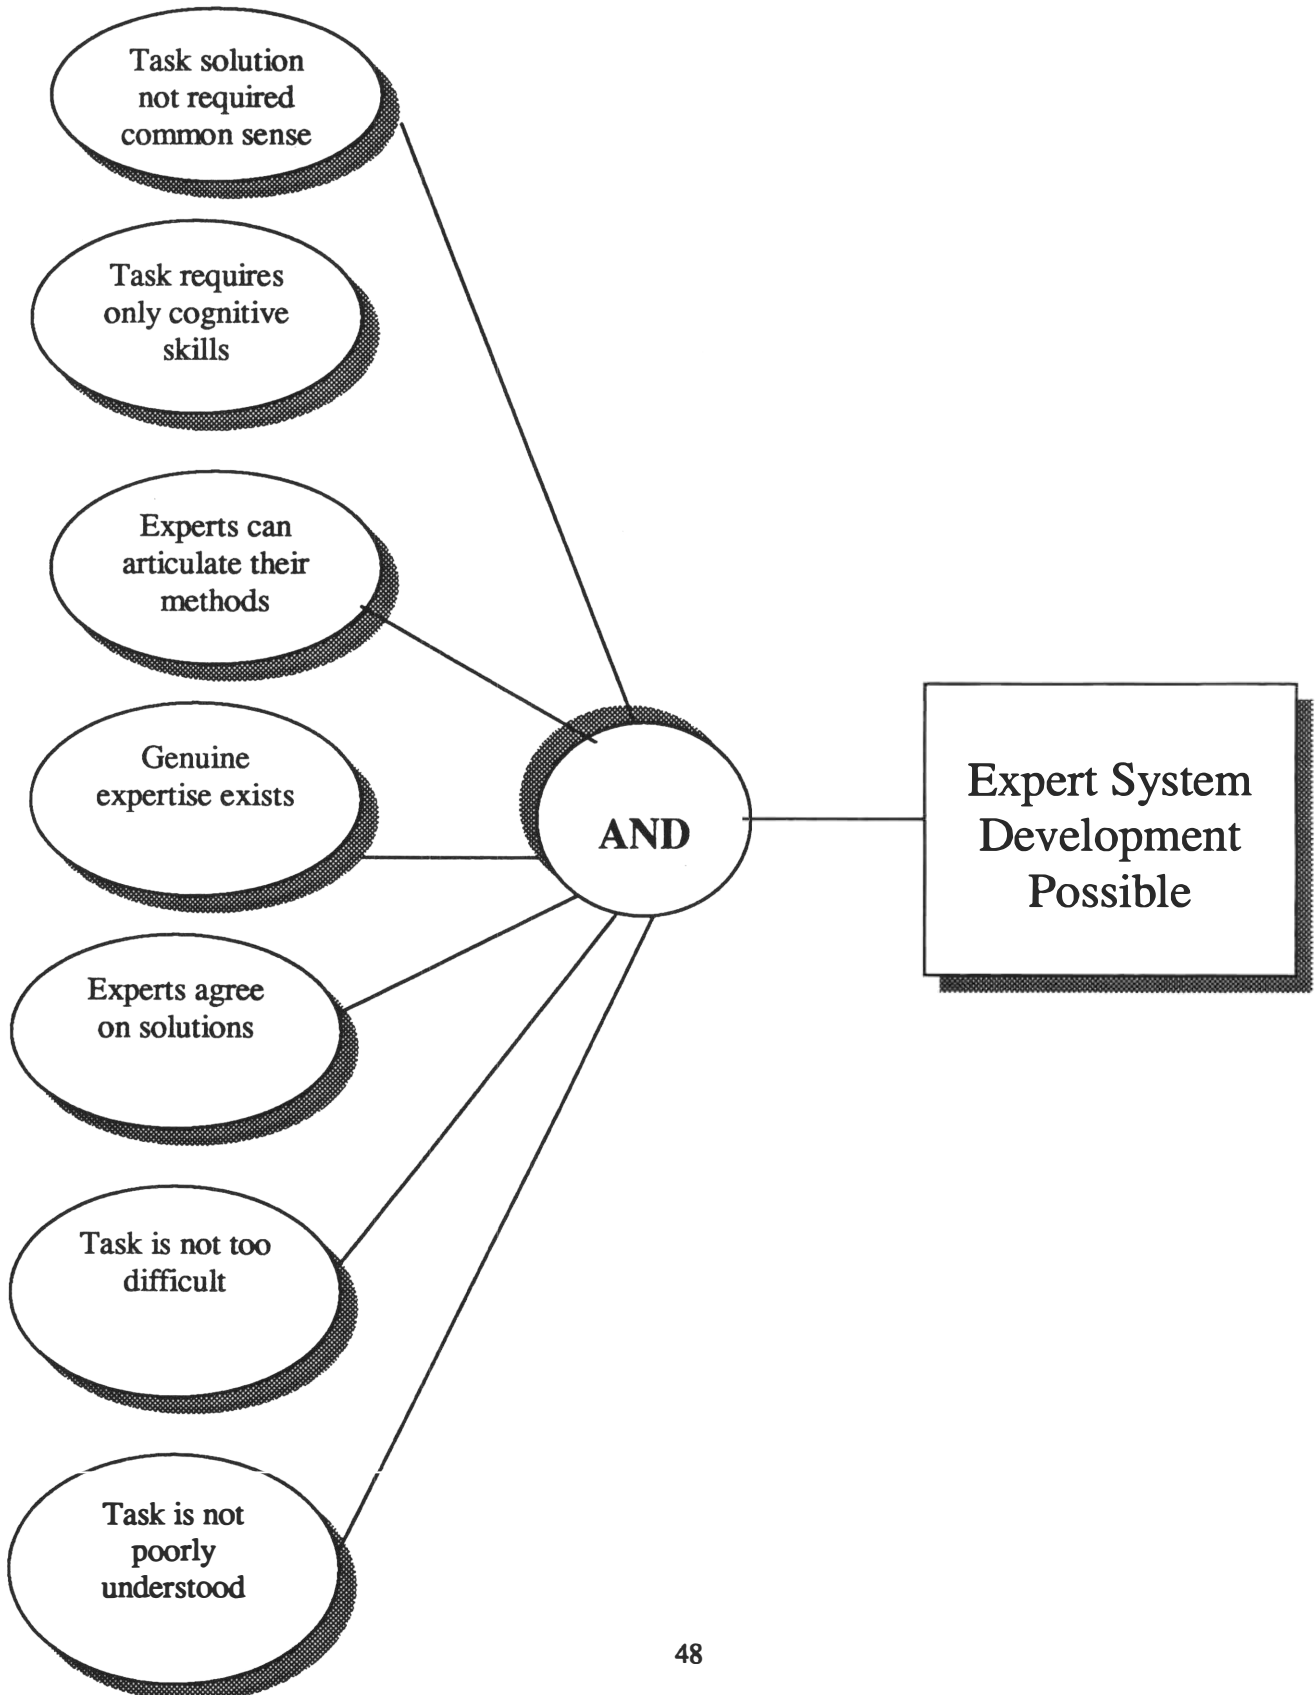 Task solution
not required
common sense
Task requires
only cognitive
skills
Experts can
articulate their
methods
Genuine
expertise exists
Experts agree
on solutions
Task is not too
difficult
Task is not
poorly
understood
AND
Expert System
Development
Possible
48